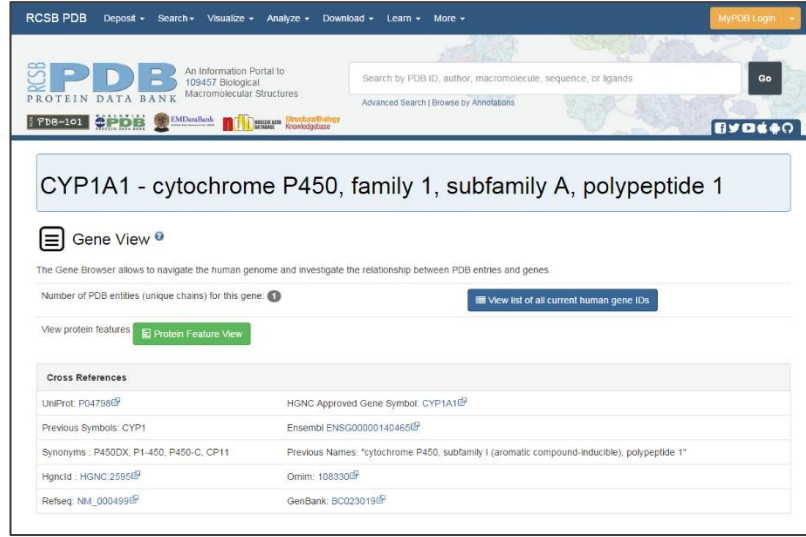 RCSB PDB Deposit Search Visualize Analyze Download Learn More MyPDB Login
RCSB PDB
PROTEIN DATA BANK
An Information Portal to
109457 Biological
Macromolecular Structures
Search by PDB ID, author, macromolecule, sequence, or ligands
Go
Advanced Search | Browse by Annotations
PDB-101 WORLDWIDE PDB EMDataBank NUCLEIC ACID DATABASE StructuralBiology Knowledgebase
CYP1A1 - cytochrome P450, family 1, subfamily A, polypeptide 1
Gene View
The Gene Browser allows to navigate the human genome and investigate the relationship between PDB entries and genes.
Number of PDB entities (unique chains) for this gene: 1 View list of all current human gene IDs
View protein features Protein Feature View
Cross References
UniProt: P04798 HGNC Approved Gene Symbol: CYP1A1
Previous Symbols: CYP1 Ensembl ENSG00000140465
Synonyms : P450DX, P1-450, P450-C, CP11 Previous Names: "cytochrome P450, subfamily I (aromatic compound-inducible), polypeptide 1"
HgncId : HGNC:2595 Omim: 108330
Refseq: NM_000499 GenBank: BC023019